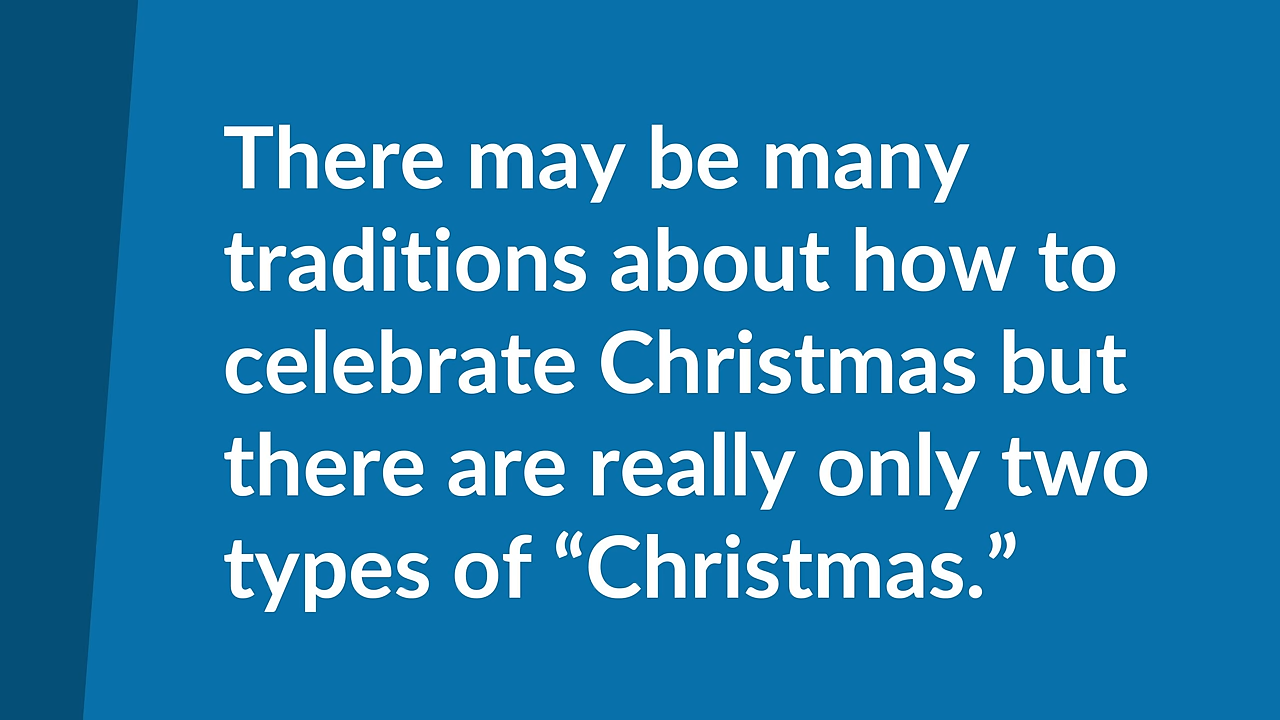 There may be many
traditions about how to
celebrate Christmas but
there are really only two
types of “Christmas.”